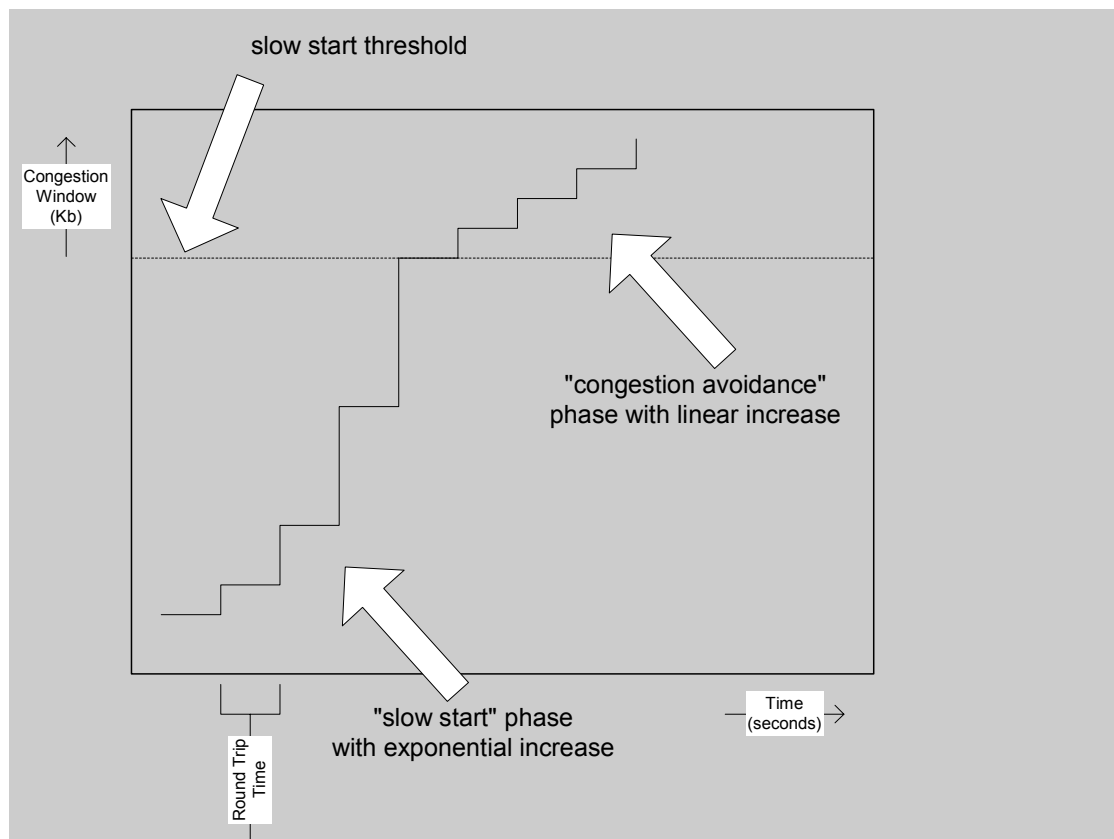 slow start threshold
Congestion
Window
(Kb)
"congestion avoidance"
phase with linear increase
"slow start" phase
with exponential increase
Time
(seconds)
Round Trip
Time